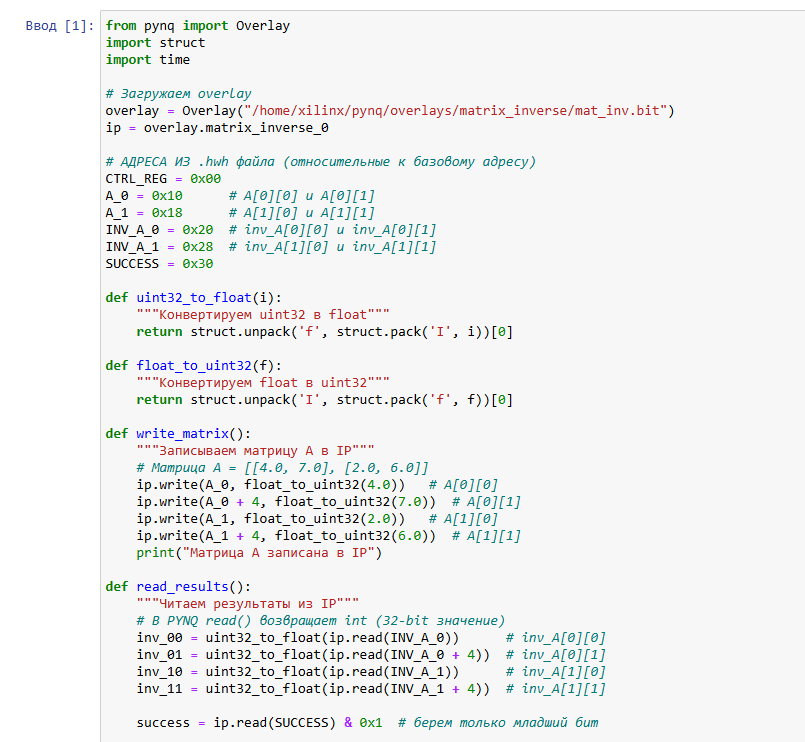 Ввод [1]: from pynq import Overlay
import struct
import time

# Загружаем overlay
overlay = Overlay("/home/xilinx/pynq/overlays/matrix_inverse/mat_inv.bit")
ip = overlay.matrix_inverse_0

# АДРЕСА ИЗ .hwh файла (относительные к базовому адресу)
CTRL_REG = 0x00
A_0 = 0x10      # A[0][0] и A[0][1]
A_1 = 0x18      # A[1][0] и A[1][1]
INV_A_0 = 0x20  # inv_A[0][0] и inv_A[0][1]
INV_A_1 = 0x28  # inv_A[1][0] и inv_A[1][1]
SUCCESS = 0x30

def uint32_to_float(i):
    """Конвертируем uint32 в float"""
    return struct.unpack('f', struct.pack('I', i))[0]

def float_to_uint32(f):
    """Конвертируем float в uint32"""
    return struct.unpack('I', struct.pack('f', f))[0]

def write_matrix():
    """Записываем матрицу A в IP"""
    # Матрица A = [[4.0, 7.0], [2.0, 6.0]]
    ip.write(A_0, float_to_uint32(4.0))   # A[0][0]
    ip.write(A_0 + 4, float_to_uint32(7.0))  # A[0][1]
    ip.write(A_1, float_to_uint32(2.0))   # A[1][0]
    ip.write(A_1 + 4, float_to_uint32(6.0))  # A[1][1]
    print("Матрица A записана в IP")

def read_results():
    """Читаем результаты из IP"""
    # В PYNQ read() возвращает int (32-bit значение)
    inv_00 = uint32_to_float(ip.read(INV_A_0))      # inv_A[0][0]
    inv_01 = uint32_to_float(ip.read(INV_A_0 + 4))  # inv_A[0][1]
    inv_10 = uint32_to_float(ip.read(INV_A_1))      # inv_A[1][0]
    inv_11 = uint32_to_float(ip.read(INV_A_1 + 4))  # inv_A[1][1]

    success = ip.read(SUCCESS) & 0x1  # берем только младший бит